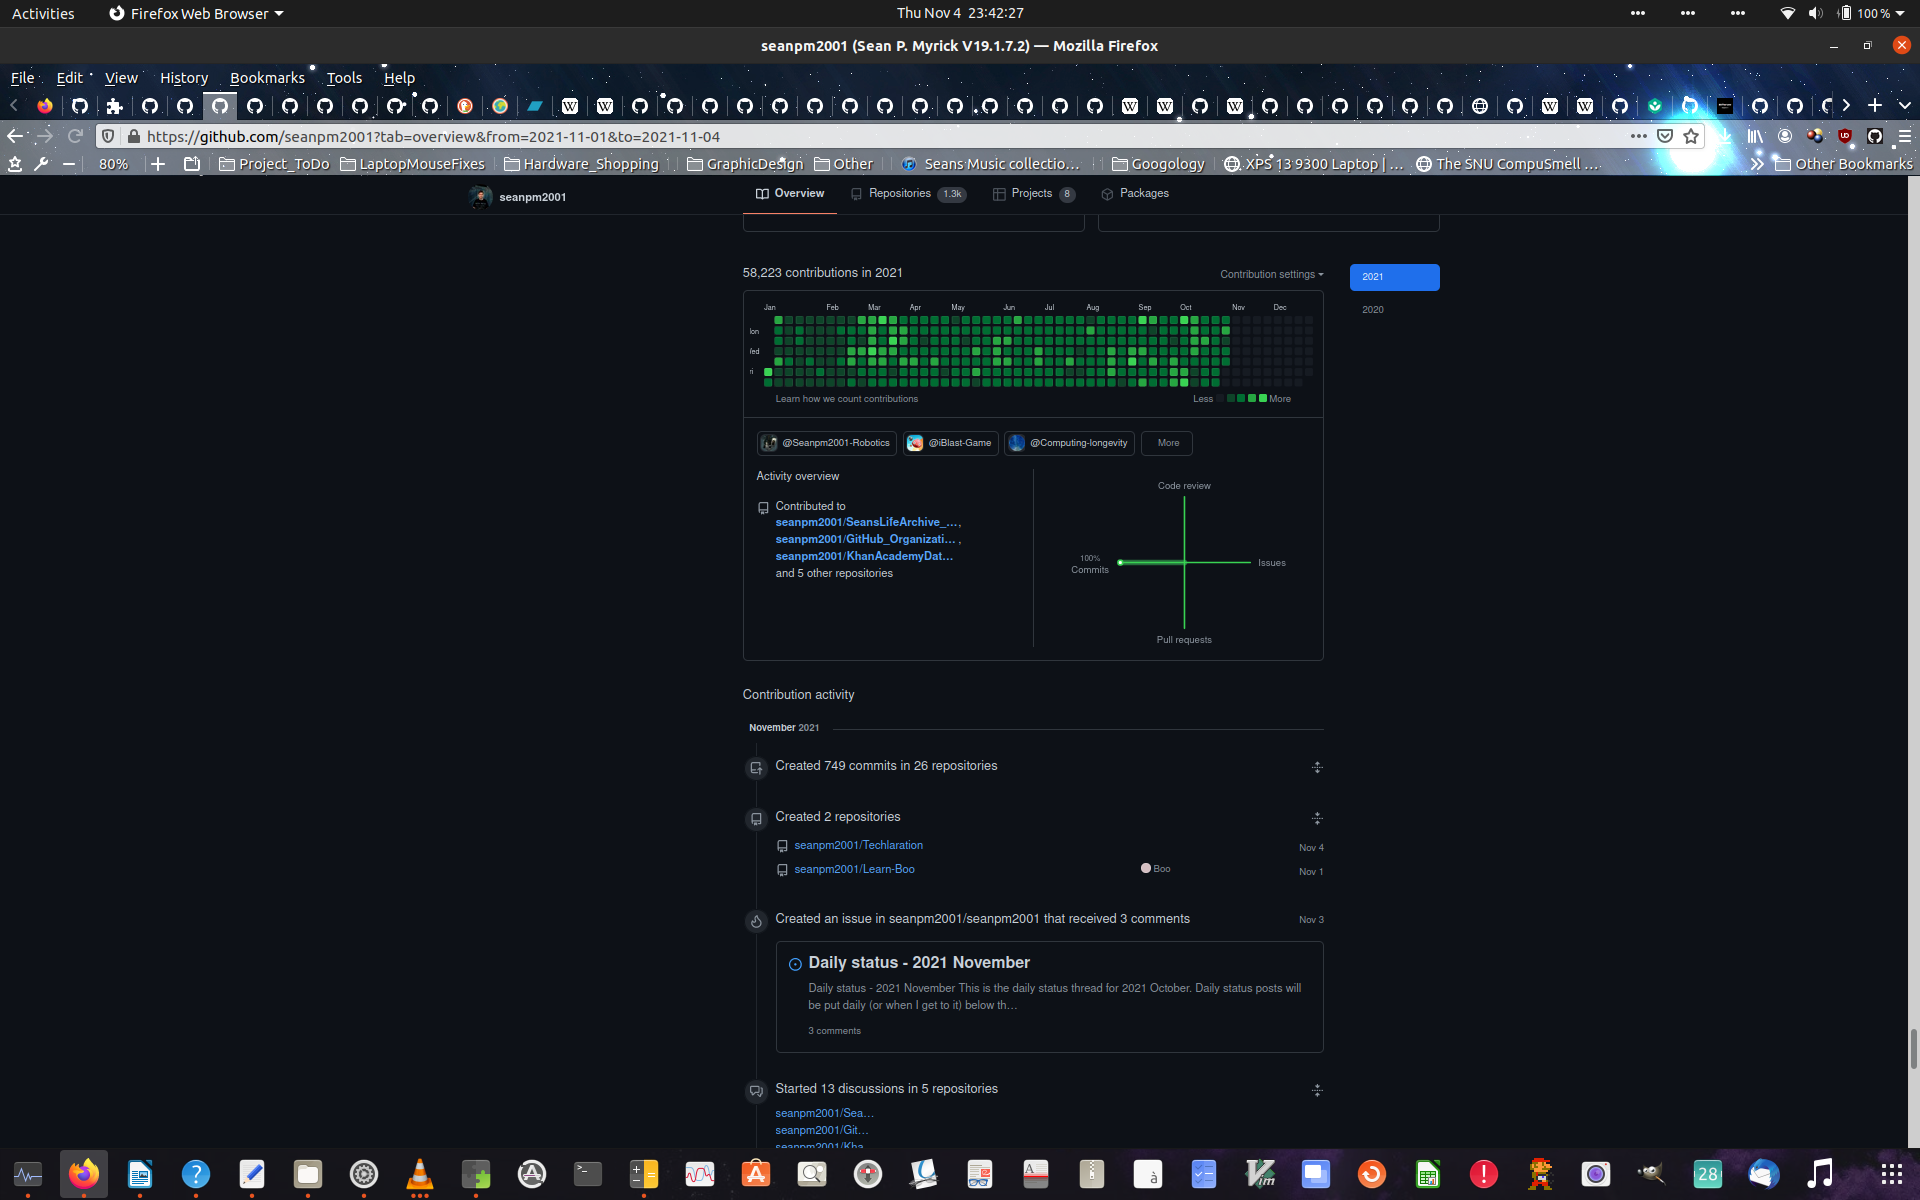 Activities
Firefox Web Browser
Thu Nov 4 23:42:27
100 %
seanpm2001 (Sean P. Myrick V19.1.7.2) — Mozilla Firefox
File Edit View History Bookmarks Tools Help
https://github.com/seanpm2001?tab=overview&from=2021-11-01&to=2021-11-04
80%
Project_ToDo
LaptopMouseFixes
Hardware_Shopping
GraphicDesign
Other
Seans Music collectio…
Googology
XPS 13 9300 Laptop | …
The SNU CompuSmell …
Other Bookmarks
seanpm2001
Overview
Repositories 1.3k
Projects 8
Packages
58,223 contributions in 2021
Contribution settings
2021
2020
Jan Feb Mar Apr May Jun Jul Aug Sep Oct Nov Dec
lon
ed
ri
Learn how we count contributions
Less More
@Seanpm2001-Robotics
@iBlast-Game
@Computing-longevity
More
Activity overview
Contributed to
seanpm2001/SeansLifeArchive_…,
seanpm2001/GitHub_Organizati… ,
seanpm2001/KhanAcademyDat…
and 5 other repositories
Code review
100%
Commits
Issues
Pull requests
Contribution activity
November 2021
Created 749 commits in 26 repositories
Created 2 repositories
seanpm2001/Techlaration
Nov 4
seanpm2001/Learn-Boo
Boo
Nov 1
Created an issue in seanpm2001/seanpm2001 that received 3 comments
Nov 3
Daily status - 2021 November
Daily status - 2021 November This is the daily status thread for 2021 October. Daily status posts will
be put daily (or when I get to it) below th…
3 comments
Started 13 discussions in 5 repositories
seanpm2001/Sea…
seanpm2001/Git…
seanpm2001/Kha…
28